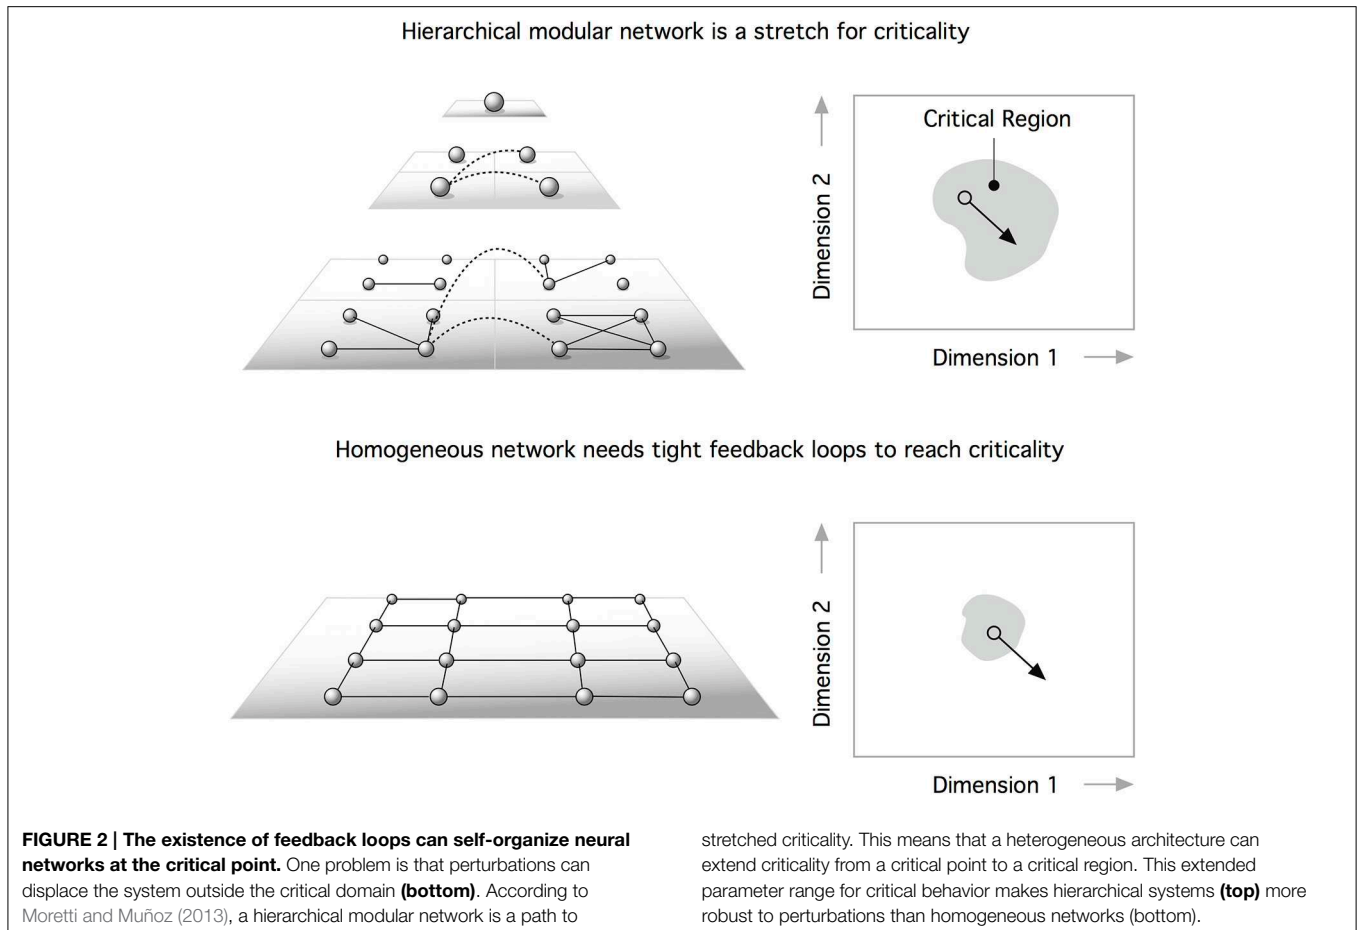 Hierarchical modular network is a stretch for criticality
Critical Region
Dimension 2
Dimension 1
Homogeneous network needs tight feedback loops to reach criticality
Dimension 2
Dimension 1
FIGURE 2 | The existence of feedback loops can self-organize neural
networks at the critical point. One problem is that perturbations can
displace the system outside the critical domain (bottom). According to
Moretti and Muñoz (2013), a hierarchical modular network is a path to
stretched criticality. This means that a heterogeneous architecture can
extend criticality from a critical point to a critical region. This extended
parameter range for critical behavior makes hierarchical systems (top) more
robust to perturbations than homogeneous networks (bottom).